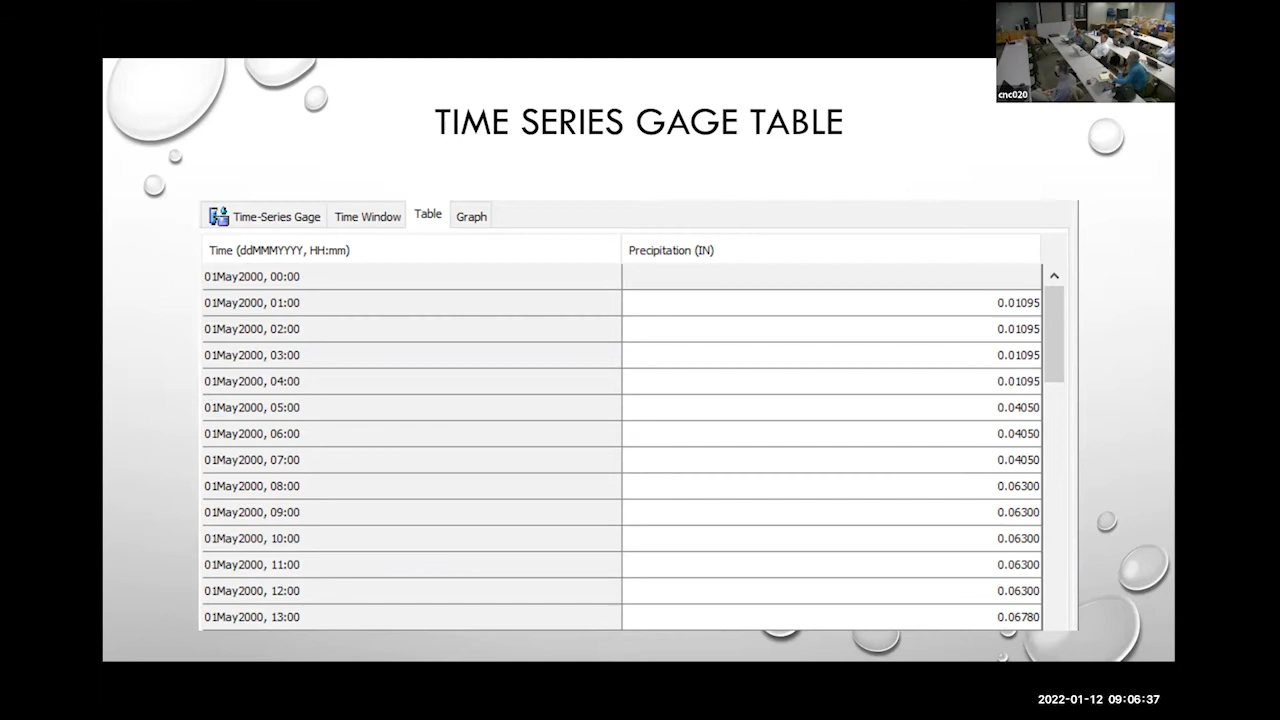 cnc020
TIME SERIES GAGE TABLE
Time-Series Gage Time Window Table Graph
Time (ddMMMYYYY, HH:mm) Precipitation (IN)
01May2000, 00:00
01May2000, 01:00 0.01095
01May2000, 02:00 0.01095
01May2000, 03:00 0.01095
01May2000, 04:00 0.01095
01May2000, 05:00 0.04050
01May2000, 06:00 0.04050
01May2000, 07:00 0.04050
01May2000, 08:00 0.06300
01May2000, 09:00 0.06300
01May2000, 10:00 0.06300
01May2000, 11:00 0.06300
01May2000, 12:00 0.06300
01May2000, 13:00 0.06780
2022-01-12 09:06:37